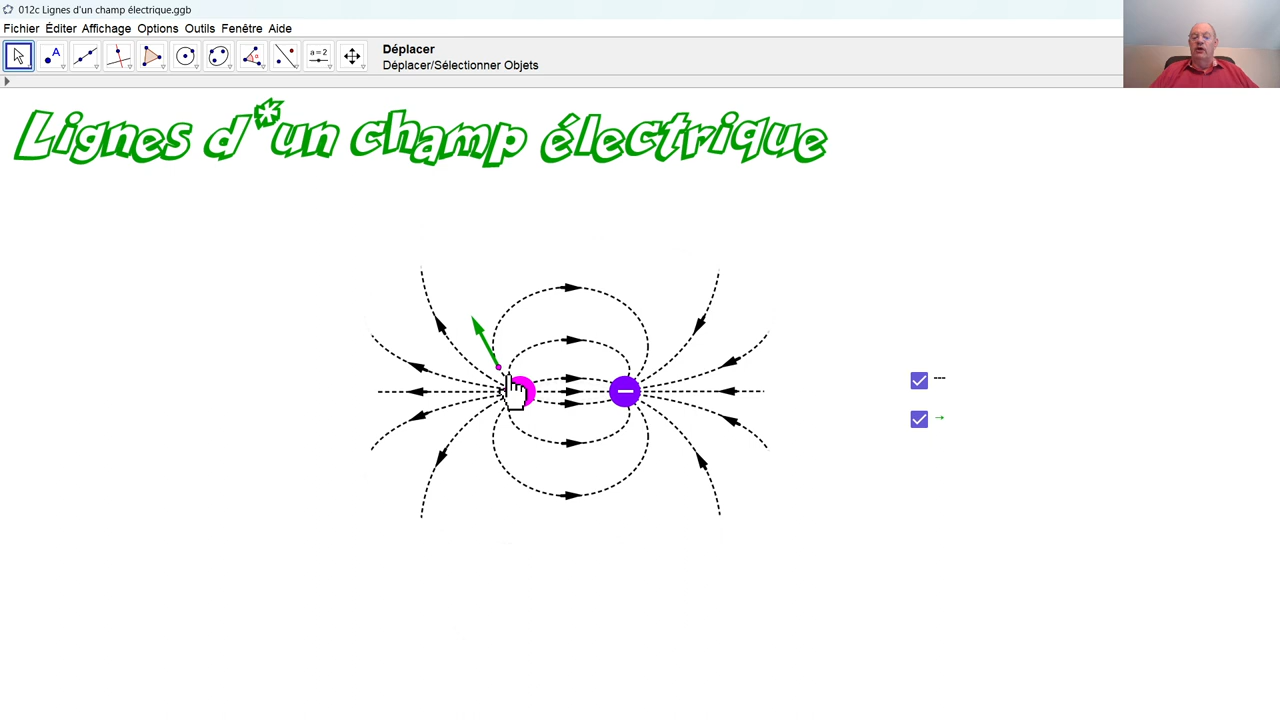 012c Lignes d'un champ électrique.ggb
Fichier Éditer Affichage Options Outils Fenêtre Aide
A
a=2
Déplacer
Déplacer/Sélectionner Objets
Lignes d'un champ électrique
−
---
→